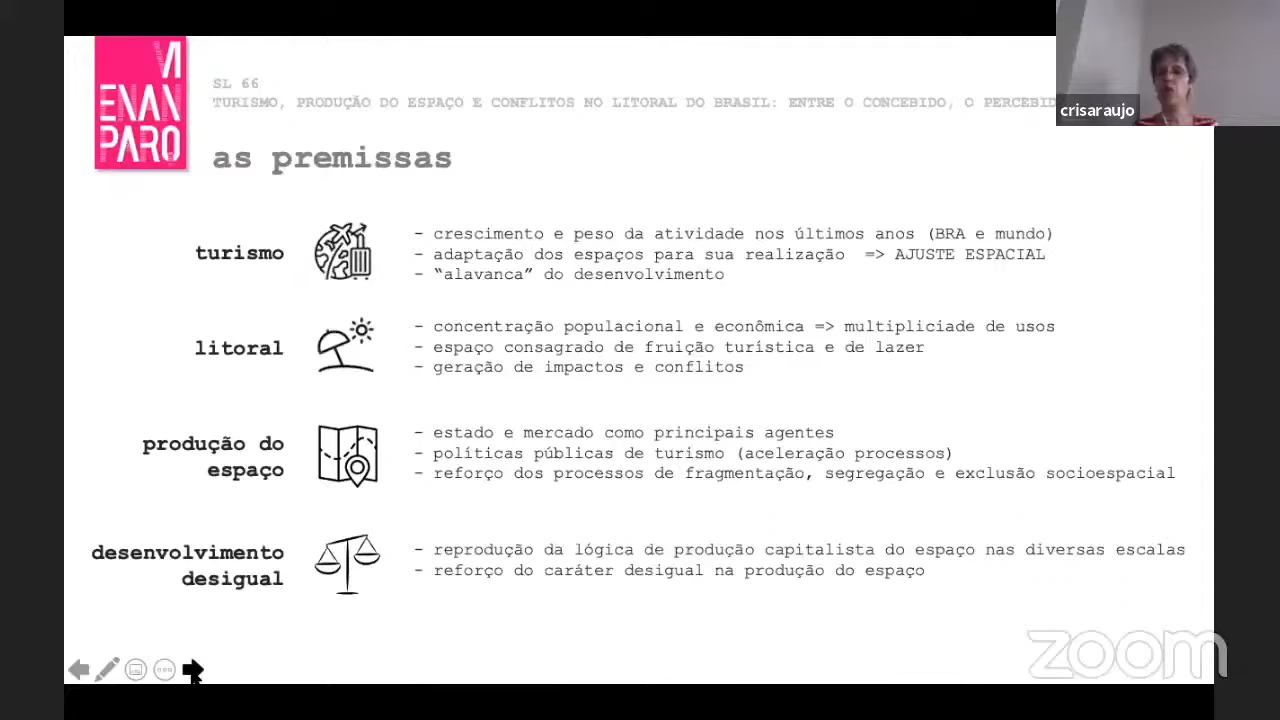 VI
ENAN
PARQ
SL 66
TURISMO, PRODUÇÃO DO ESPAÇO E CONFLITOS NO LITORAL DO BRASIL: ENTRE O CONCEBIDO, O PERCEBID
crisaraujo
as premissas
turismo
- crescimento e peso da atividade nos últimos anos (BRA e mundo)
- adaptação dos espaços para sua realização => AJUSTE ESPACIAL
- “alavanca” do desenvolvimento
litoral
- concentração populacional e econômica => multipliciade de usos
- espaço consagrado de fruição turística e de lazer
- geração de impactos e conflitos
produção do
espaço
- estado e mercado como principais agentes
- políticas públicas de turismo (aceleração processos)
- reforço dos processos de fragmentação, segregação e exclusão socioespacial
desenvolvimento
desigual
- reprodução da lógica de produção capitalista do espaço nas diversas escalas
- reforço do caráter desigual na produção do espaço
zoom